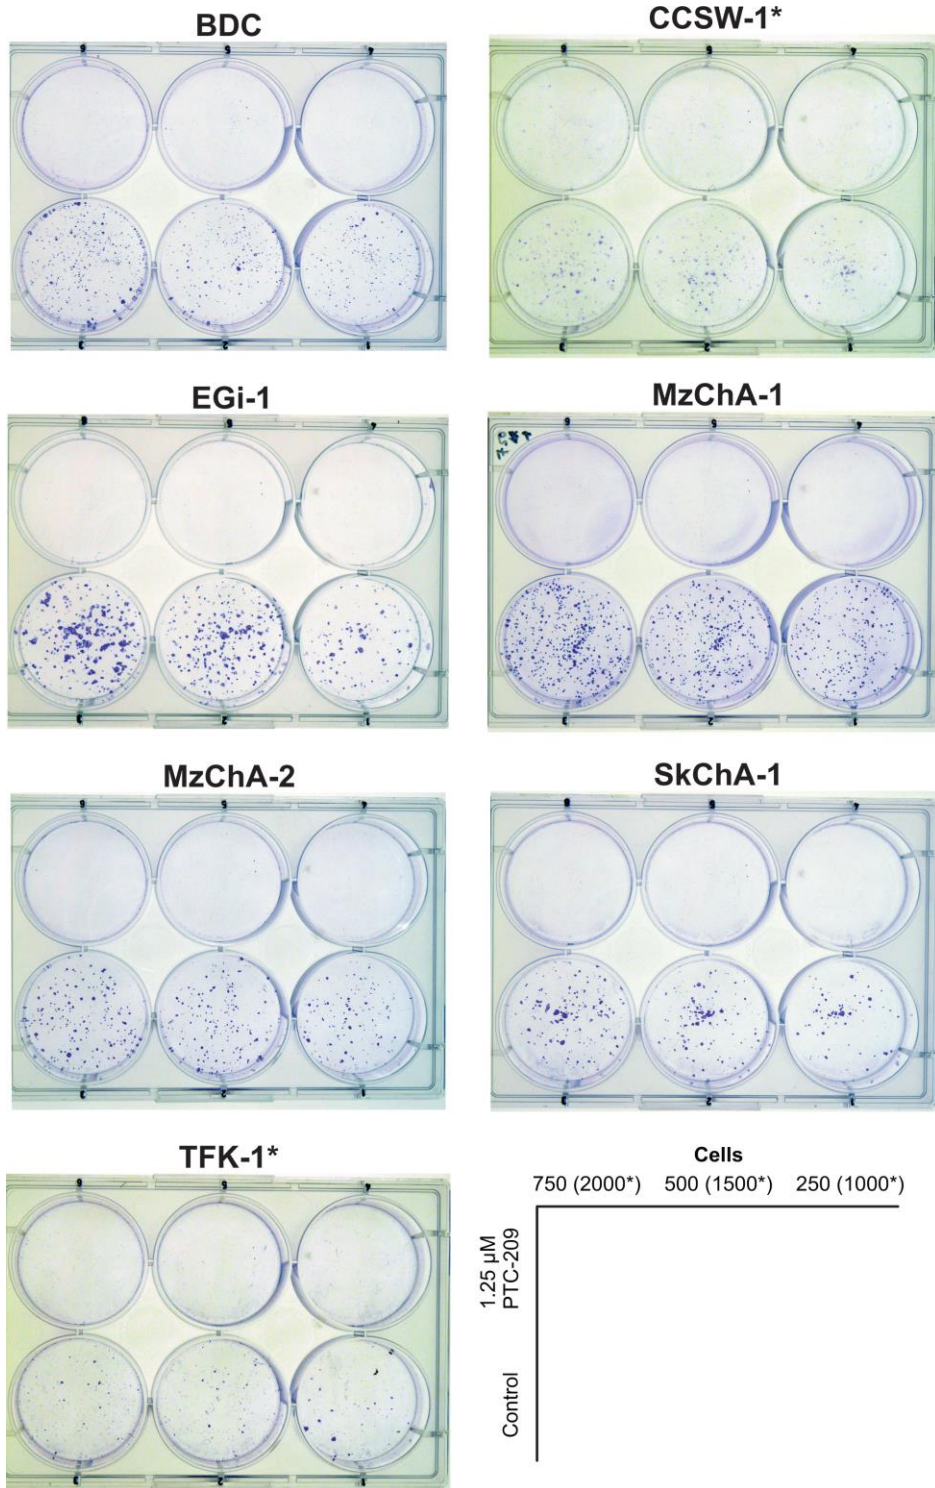 BDC
CCSW-1*
EGi-1
MzChA-1
MzChA-2
SkChA-1
TFK-1*
Cells
750 (2000*) 500 (1500*) 250 (1000*)
1.25 µM
PTC-209
Control